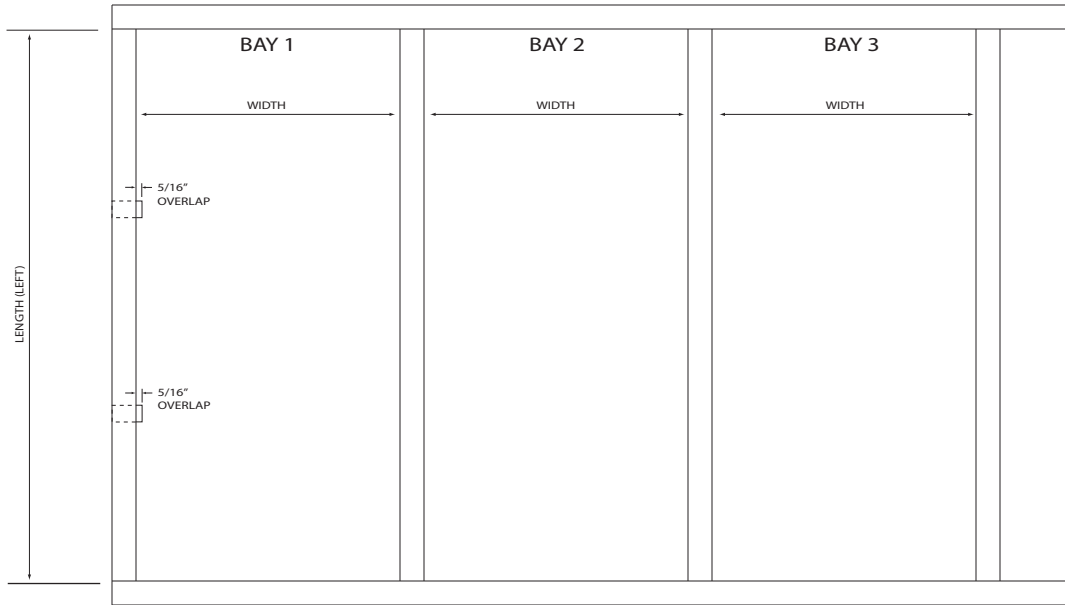 BAY 1
BAY 2
BAY 3
WIDTH
WIDTH
WIDTH
5/16"
OVERLAP
LENGTH (LEFT)
5/16"
OVERLAP